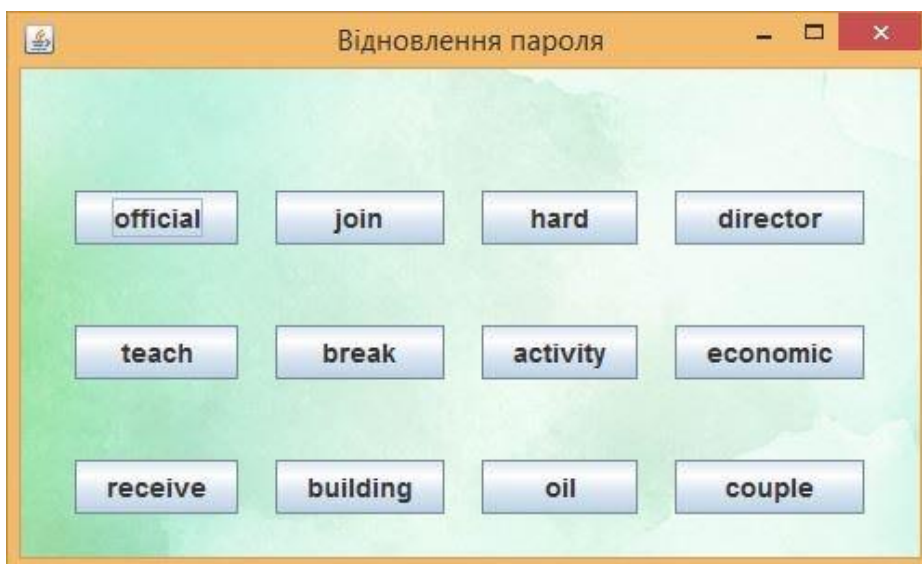 Відновлення пароля
official join hard director
teach break activity economic
receive building oil couple